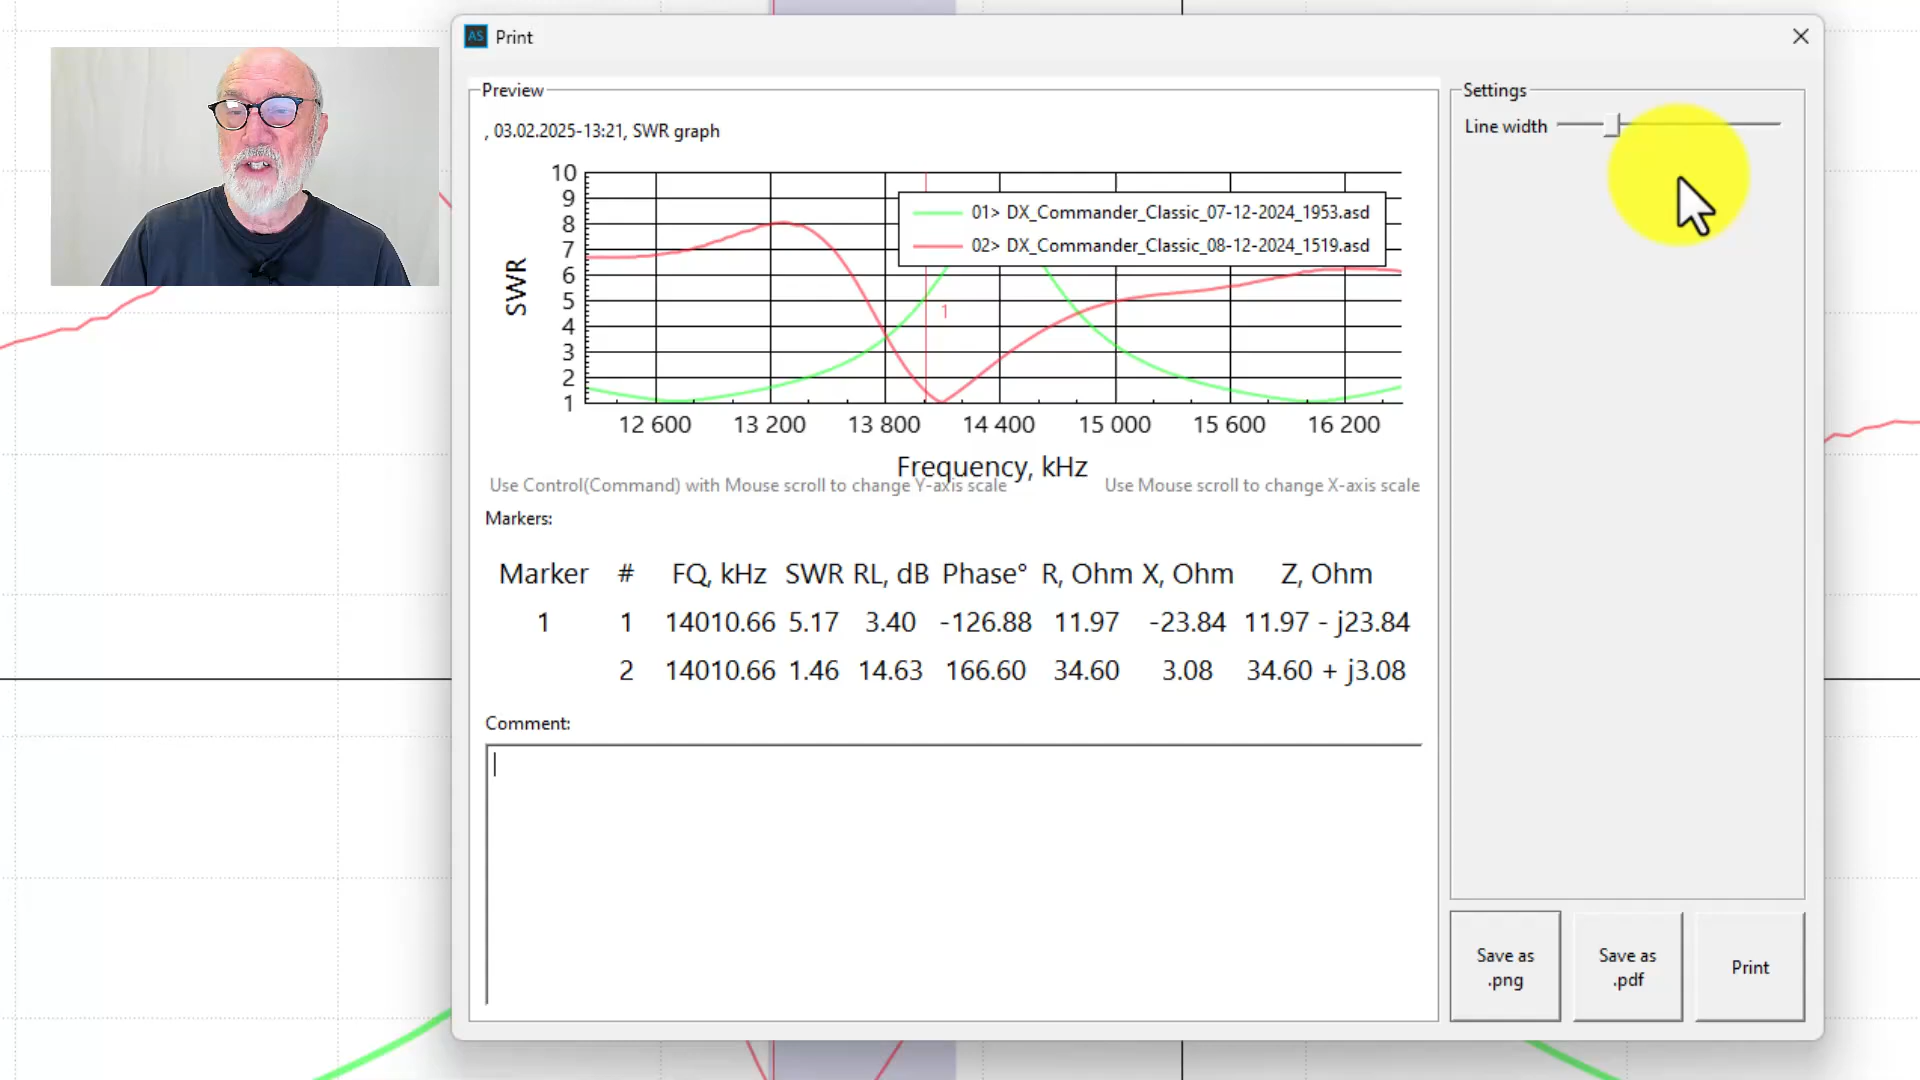 AS Print
Preview
Settings
, 03.02.2025-13:21, SWR graph
Line width
10
9
8
7
6
5
4
3
2
1
SWR
01> DX_Commander_Classic_07-12-2024_1953.asd
02> DX_Commander_Classic_08-12-2024_1519.asd
1
12 600 13 200 13 800 14 400 15 000 15 600 16 200
Frequency, kHz
Use Control(Command) with Mouse scroll to change Y-axis scale Use Mouse scroll to change X-axis scale
Markers:
Marker # FQ, kHz SWR RL, dB Phase° R, Ohm X, Ohm Z, Ohm
1 1 14010.66 5.17 3.40 -126.88 11.97 -23.84 11.97 - j23.84
2 14010.66 1.46 14.63 166.60 34.60 3.08 34.60 + j3.08
Comment:
Save as
.png
Save as
.pdf
Print